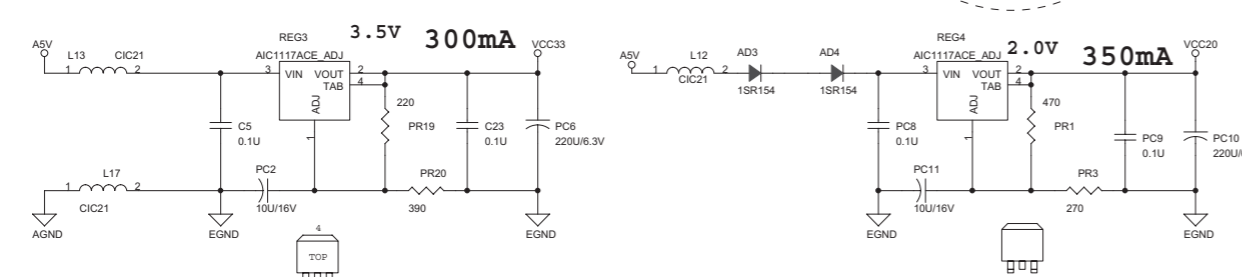 REG3
3.5V
300mA
A5V
L13
CIC21
AIC1117ACE_ADJ
VCC33
1
2
3
VIN
VOUT
2
TAB
4
ADJ
1
220
PR19
C5
0.1U
C23
0.1U
PC6
220U/6.3V
L17
1
2
CIC21
PC2
10U/16V
PR20
390
AGND
EGND
EGND
4
TOP
REG4
2.0V
350mA
A5V
L12
CIC21
AD3
AD4
AIC1117ACE_ADJ
VCC20
1
2
1SR154
1SR154
3
VIN
VOUT
2
TAB
4
ADJ
1
470
PR1
PC8
0.1U
PC9
0.1U
PC10
PC11
10U/16V
PR3
270
EGND
EGND